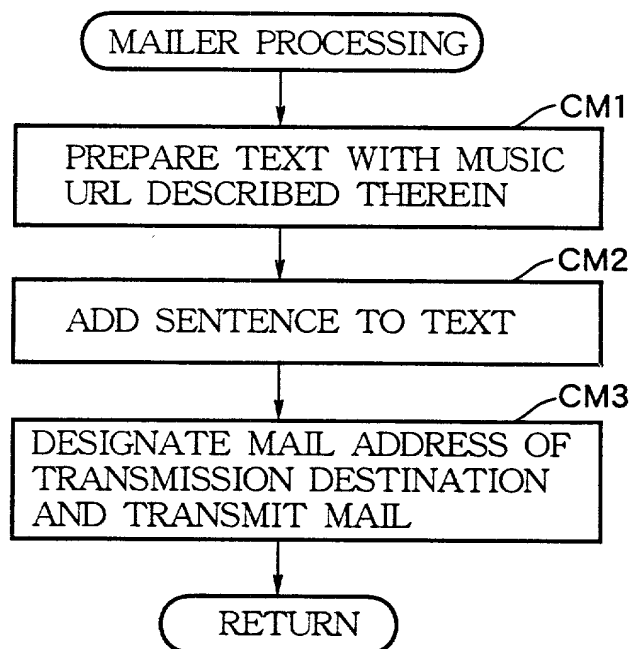 MAILER PROCESSING
CM1
PREPARE TEXT WITH MUSIC
URL DESCRIBED THEREIN
CM2
ADD SENTENCE TO TEXT
CM3
DESIGNATE MAIL ADDRESS OF
TRANSMISSION DESTINATION
AND TRANSMIT MAIL
RETURN